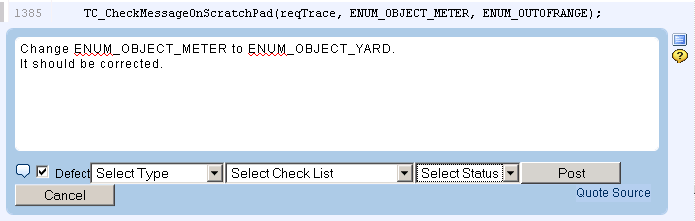 1385 TC_CheckMessageOnScratchPad(reqTrace, ENUM_OBJECT_METER, ENUM_OUTOFRANGE);
Change ENUM_OBJECT_METER to ENUM_OBJECT_YARD.
It should be corrected.
Defect Select Type Select Check List Select Status Post
Cancel Quote Source